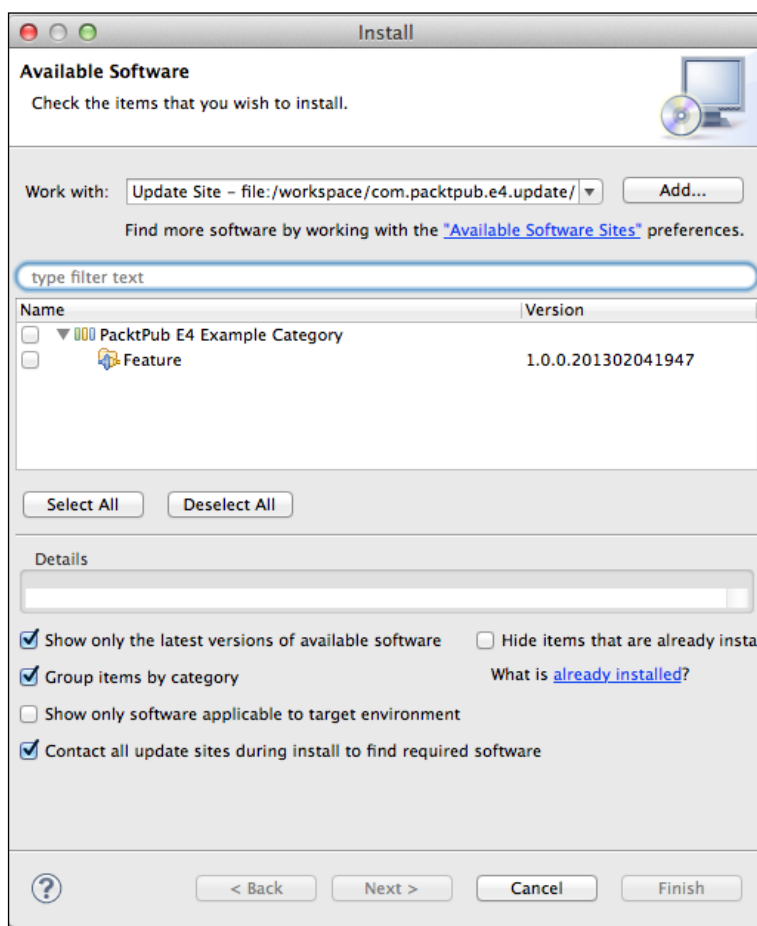 Install
Available Software
Check the items that you wish to install.
Work with: Update Site – file:/workspace/com.packtpub.e4.update/ Add...
Find more software by working with the "Available Software Sites" preferences.
type filter text
Name Version
PacktPub E4 Example Category
Feature 1.0.0.201302041947
Select All Deselect All
Details
Show only the latest versions of available software Hide items that are already insta
Group items by category What is already installed?
Show only software applicable to target environment
Contact all update sites during install to find required software
? < Back Next > Cancel Finish